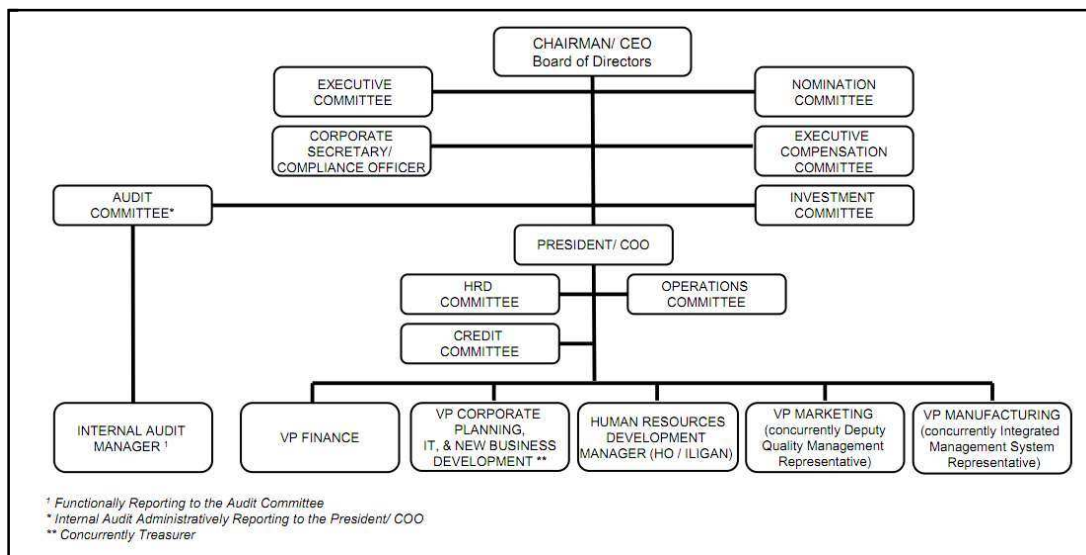 CHAIRMAN/ CEO
Board of Directors
EXECUTIVE
COMMITTEE
NOMINATION
COMMITTEE
CORPORATE
SECRETARY/
COMPLIANCE OFFICER
EXECUTIVE
COMPENSATION
COMMITTEE
AUDIT
COMMITTEE*
INVESTMENT
COMMITTEE
PRESIDENT/ COO
HRD
COMMITTEE
OPERATIONS
COMMITTEE
CREDIT
COMMITTEE
INTERNAL AUDIT
MANAGER ¹
VP FINANCE
VP CORPORATE
PLANNING,
IT, & NEW BUSINESS
DEVELOPMENT **
HUMAN RESOURCES
DEVELOPMENT
MANAGER (HO / ILIGAN)
VP MARKETING
(concurrently Deputy
Quality Management
Representative)
VP MANUFACTURING
(concurrently Integrated
Management System
Representative)
¹ Functionally Reporting to the Audit Committee
* Internal Audit Administratively Reporting to the President/ COO
** Concurrently Treasurer